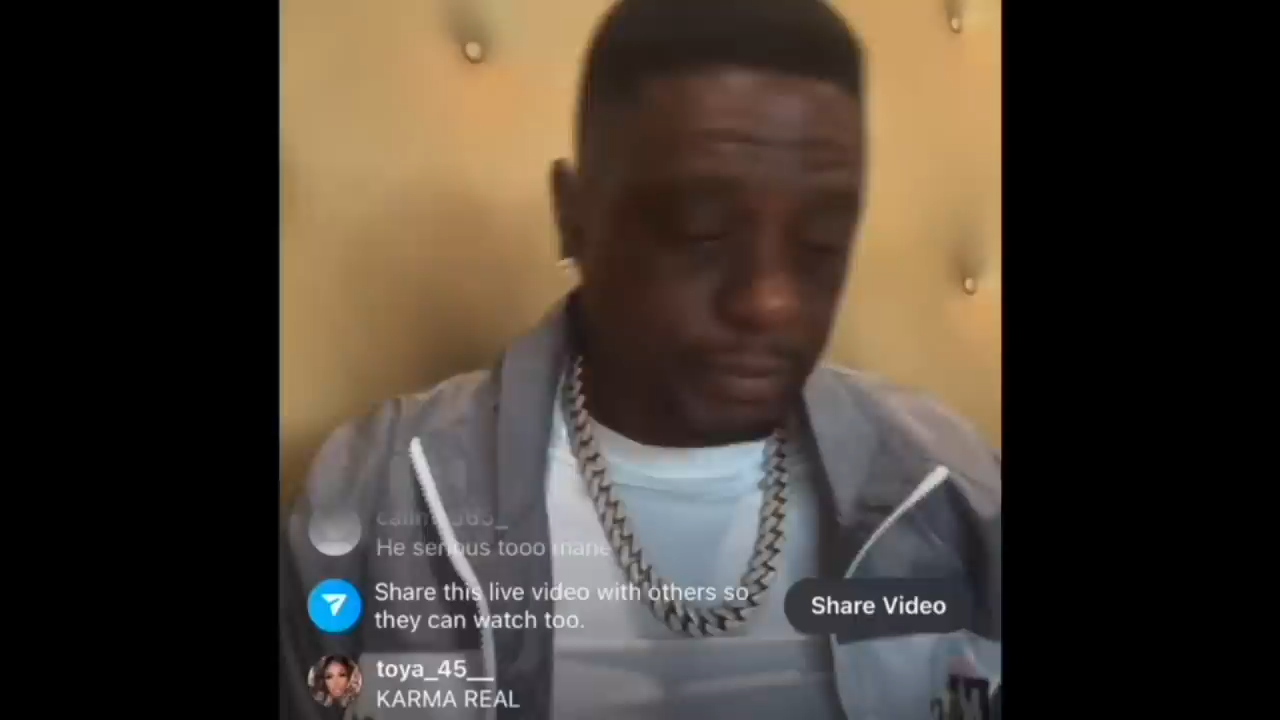 He serious tooo mane
Share this live video with others so
they can watch too.
Share Video
toya_45__
KARMA REAL